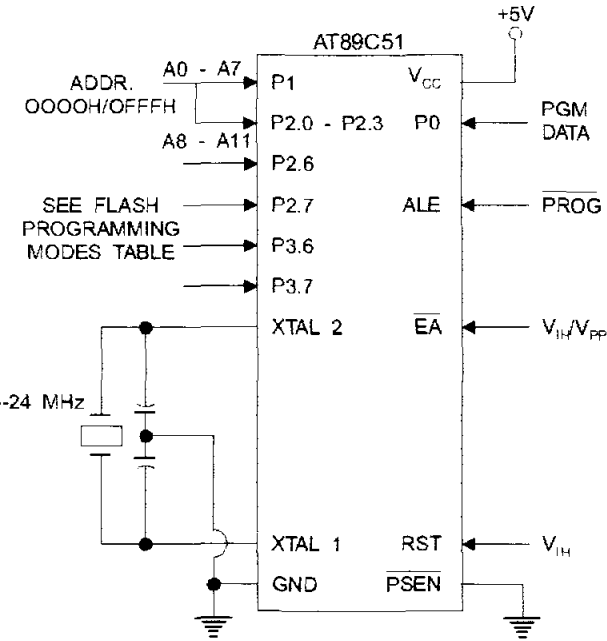 +5V
AT89C51
ADDR.
OOOOH/OFFFH
A0 - A7
P1
VCC
P2.0 - P2.3
P0
PGM
DATA
A8 - A11
P2.6
SEE FLASH
PROGRAMMING
MODES TABLE
P2.7
ALE
PROG
P3.6
P3.7
XTAL 2
EA
VIH/VPP
-24 MHz
XTAL 1
RST
VIH
GND
PSEN